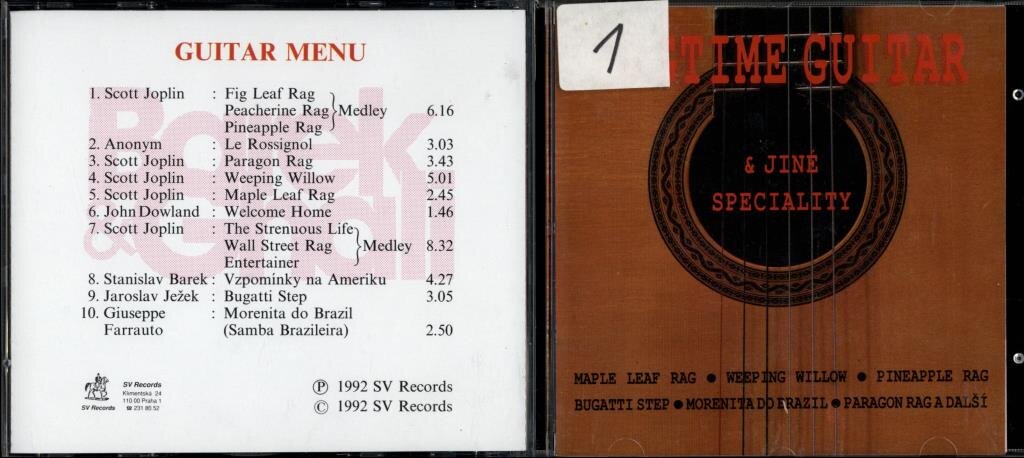 GUITAR MENU
1. Scott Joplin : Fig Leaf Rag
Peacherine Rag Medley 6.16
Pineapple Rag
2. Anonym : Le Rossignol 3.03
3. Scott Joplin : Paragon Rag 3.43
4. Scott Joplin : Weeping Willow 5.01
5. Scott Joplin : Maple Leaf Rag 2.45
6. John Dowland : Welcome Home 1.46
7. Scott Joplin : The Strenuous Life
Wall Street Rag Medley 8.32
Entertainer
8. Stanislav Barek : Vzpomínky na Ameriku 4.27
9. Jaroslav Ježek : Bugatti Step 3.05
10. Giuseppe : Morenita do Brazil
Farrauto (Samba Brazileira) 2.50
Barek
SV Records
Klimentská 24
110 00 Praha 1
☎ 231 80 52
SV Records
Ⓟ 1992 SV Records
© 1992 SV Records
1
GTIME GUITAR
& JINÉ
SPECIALITY
MAPLE LEAF RAG ● WEEPING WILLOW ● PINEAPPLE RAG
BUGATTI STEP ● MORENITA DO BRAZIL ● PARAGON RAG A DALŠÍ